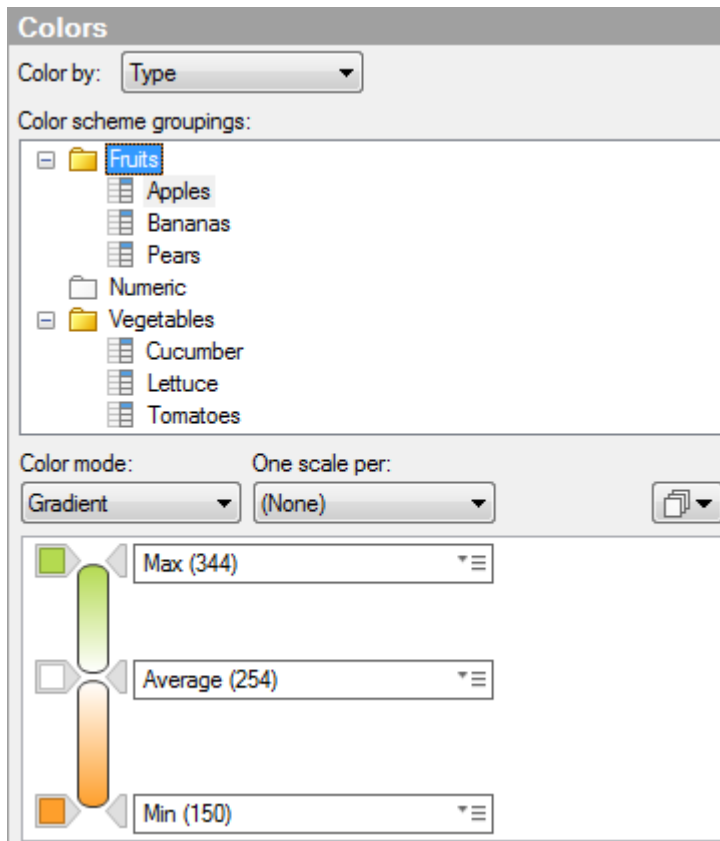 Colors
Color by: Type
Color scheme groupings:
Fruits
Apples
Bananas
Pears
Numeric
Vegetables
Cucumber
Lettuce
Tomatoes
Color mode: One scale per:
Gradient (None)
Max (344)
Average (254)
Min (150)